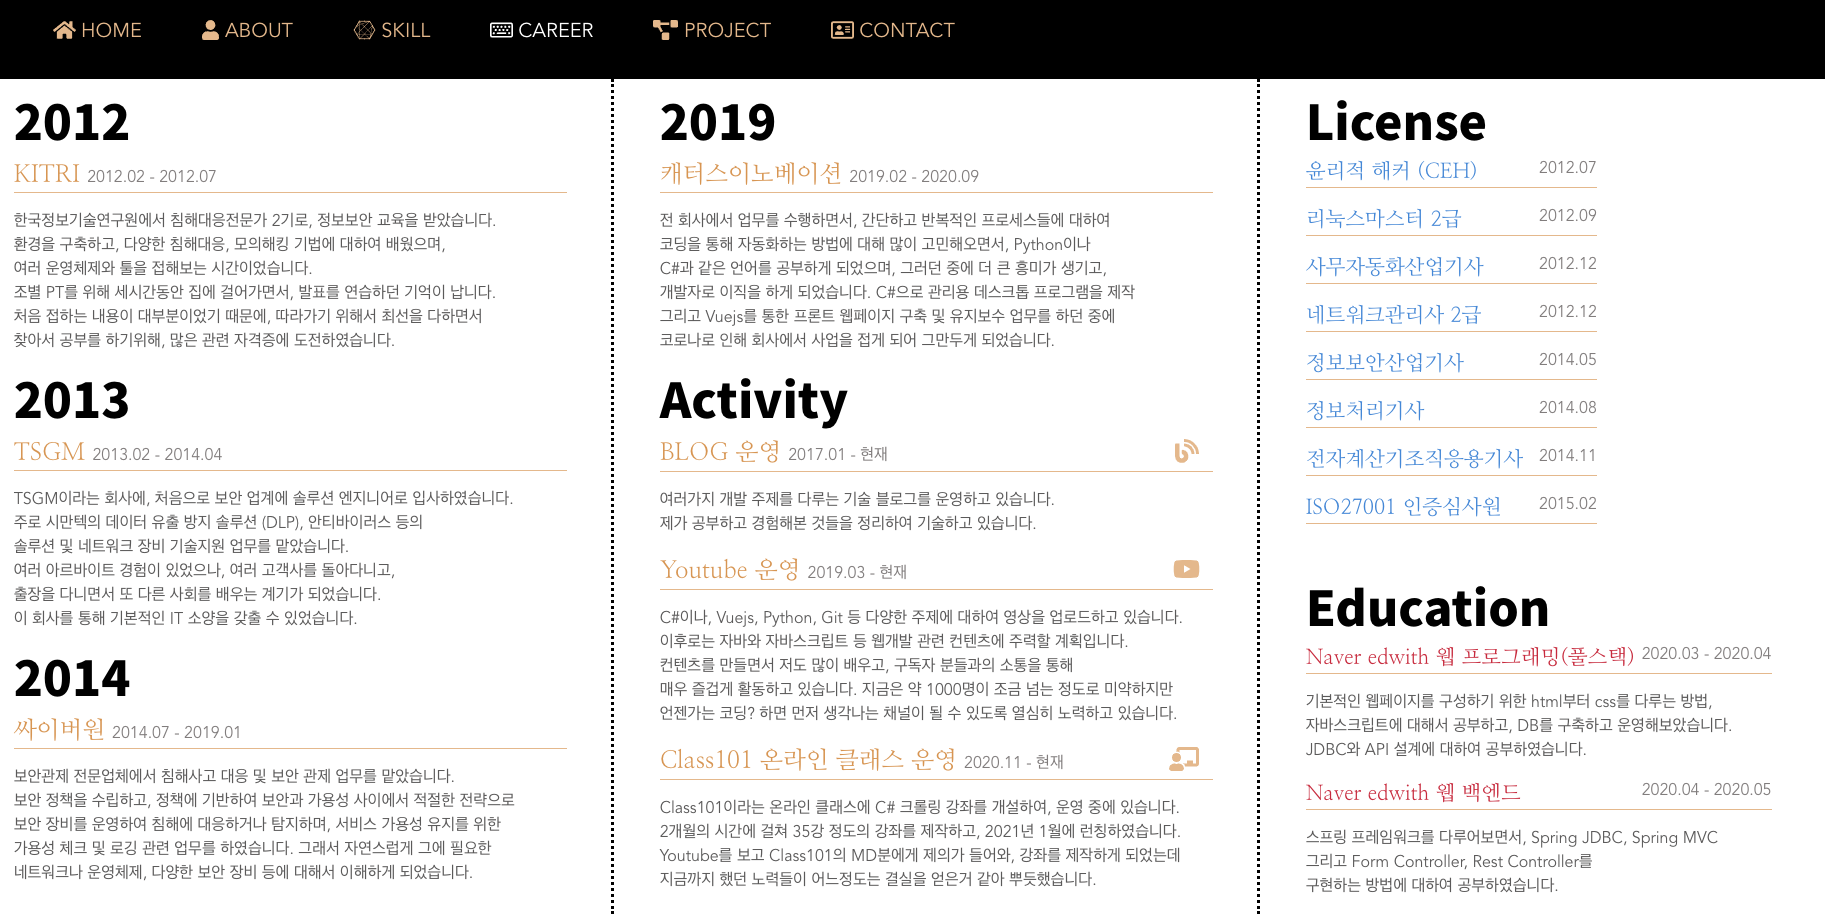 HOME ABOUT SKILL CAREER PROJECT CONTACT
2012
KITRI 2012.02 - 2012.07
한국정보기술연구원에서 침해대응전문가 2기로, 정보보안 교육을 받았습니다.
환경을 구축하고, 다양한 침해대응, 모의해킹 기법에 대하여 배웠으며,
여러 운영체제와 툴을 접해보는 시간이었습니다.
조별 PT를 위해 세시간동안 집에 걸어가면서, 발표를 연습하던 기억이 납니다.
처음 접하는 내용이 대부분이었기 때문에, 따라가기 위해서 최선을 다하면서
찾아서 공부를 하기위해, 많은 관련 자격증에 도전하였습니다.
2013
TSGM 2013.02 - 2014.04
TSGM이라는 회사에, 처음으로 보안 업계에 솔루션 엔지니어로 입사하였습니다.
주로 시만텍의 데이터 유출 방지 솔루션 (DLP), 안티바이러스 등의
솔루션 및 네트워크 장비 기술지원 업무를 맡았습니다.
여러 아르바이트 경험이 있었으나, 여러 고객사를 돌아다니고,
출장을 다니면서 또 다른 사회를 배우는 계기가 되었습니다.
이 회사를 통해 기본적인 IT 소양을 갖출 수 있었습니다.
2014
싸이버원 2014.07 - 2019.01
보안관제 전문업체에서 침해사고 대응 및 보안 관제 업무를 맡았습니다.
보안 정책을 수립하고, 정책에 기반하여 보안과 가용성 사이에서 적절한 전략으로
보안 장비를 운영하여 침해에 대응하거나 탐지하며, 서비스 가용성 유지를 위한
가용성 체크 및 로깅 관련 업무를 하였습니다. 그래서 자연스럽게 그에 필요한
네트워크나 운영체제, 다양한 보안 장비 등에 대해서 이해하게 되었습니다.
2019
캐터스이노베이션 2019.02 - 2020.09
전 회사에서 업무를 수행하면서, 간단하고 반복적인 프로세스들에 대하여
코딩을 통해 자동화하는 방법에 대해 많이 고민해오면서, Python이나
C#과 같은 언어를 공부하게 되었으며, 그러던 중에 더 큰 흥미가 생기고,
개발자로 이직을 하게 되었습니다. C#으로 관리용 데스크톱 프로그램을 제작
그리고 Vuejs를 통한 프론트 웹페이지 구축 및 유지보수 업무를 하던 중에
코로나로 인해 회사에서 사업을 접게 되어 그만두게 되었습니다.
Activity
BLOG 운영 2017.01 - 현재
여러가지 개발 주제를 다루는 기술 블로그를 운영하고 있습니다.
제가 공부하고 경험해본 것들을 정리하여 기술하고 있습니다.
Youtube 운영 2019.03 - 현재
C#이나, Vuejs, Python, Git 등 다양한 주제에 대하여 영상을 업로드하고 있습니다.
이후로는 자바와 자바스크립트 등 웹개발 관련 컨텐츠에 주력할 계획입니다.
컨텐츠를 만들면서 저도 많이 배우고, 구독자 분들과의 소통을 통해
매우 즐겁게 활동하고 있습니다. 지금은 약 1000명이 조금 넘는 정도로 미약하지만
언젠가는 코딩? 하면 먼저 생각나는 채널이 될 수 있도록 열심히 노력하고 있습니다.
Class101 온라인 클래스 운영 2020.11 - 현재
Class101이라는 온라인 클래스에 C# 크롤링 강좌를 개설하여, 운영 중에 있습니다.
2개월의 시간에 걸쳐 35강 정도의 강좌를 제작하고, 2021년 1월에 런칭하였습니다.
Youtube를 보고 Class101의 MD분에게 제의가 들어와, 강좌를 제작하게 되었는데
지금까지 했던 노력들이 어느정도는 결실을 얻은거 같아 뿌듯했습니다.
License
윤리적 해커 (CEH) 2012.07
리눅스마스터 2급 2012.09
사무자동화산업기사 2012.12
네트워크관리사 2급 2012.12
정보보안산업기사 2014.05
정보처리기사 2014.08
전자계산기조직응용기사 2014.11
ISO27001 인증심사원 2015.02
Education
Naver edwith 웹 프로그래밍(풀스택) 2020.03 - 2020.04
기본적인 웹페이지를 구성하기 위한 html부터 css를 다루는 방법,
자바스크립트에 대해서 공부하고, DB를 구축하고 운영해보았습니다.
JDBC와 API 설계에 대하여 공부하였습니다.
Naver edwith 웹 백엔드 2020.04 - 2020.05
스프링 프레임워크를 다루어보면서, Spring JDBC, Spring MVC
그리고 Form Controller, Rest Controller를
구현하는 방법에 대하여 공부하였습니다.